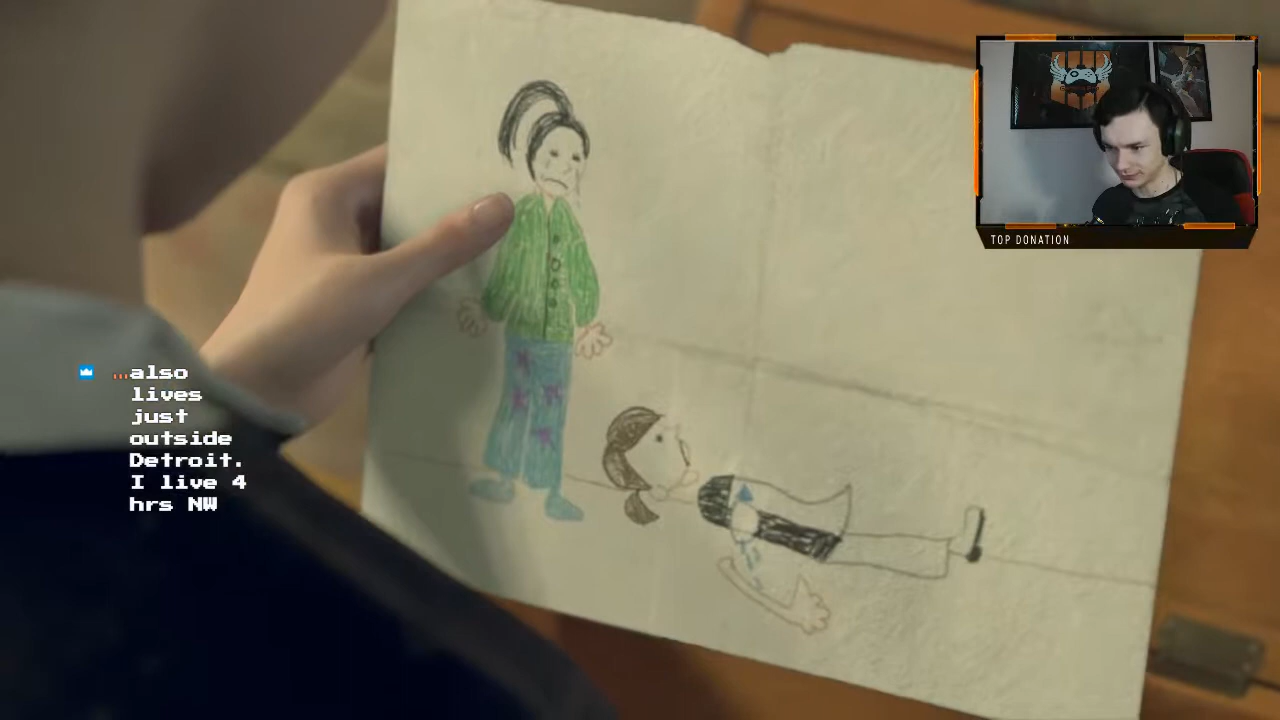 TOP DONATION
...also
lives
just
outside
Detroit.
I live 4
hrs NW